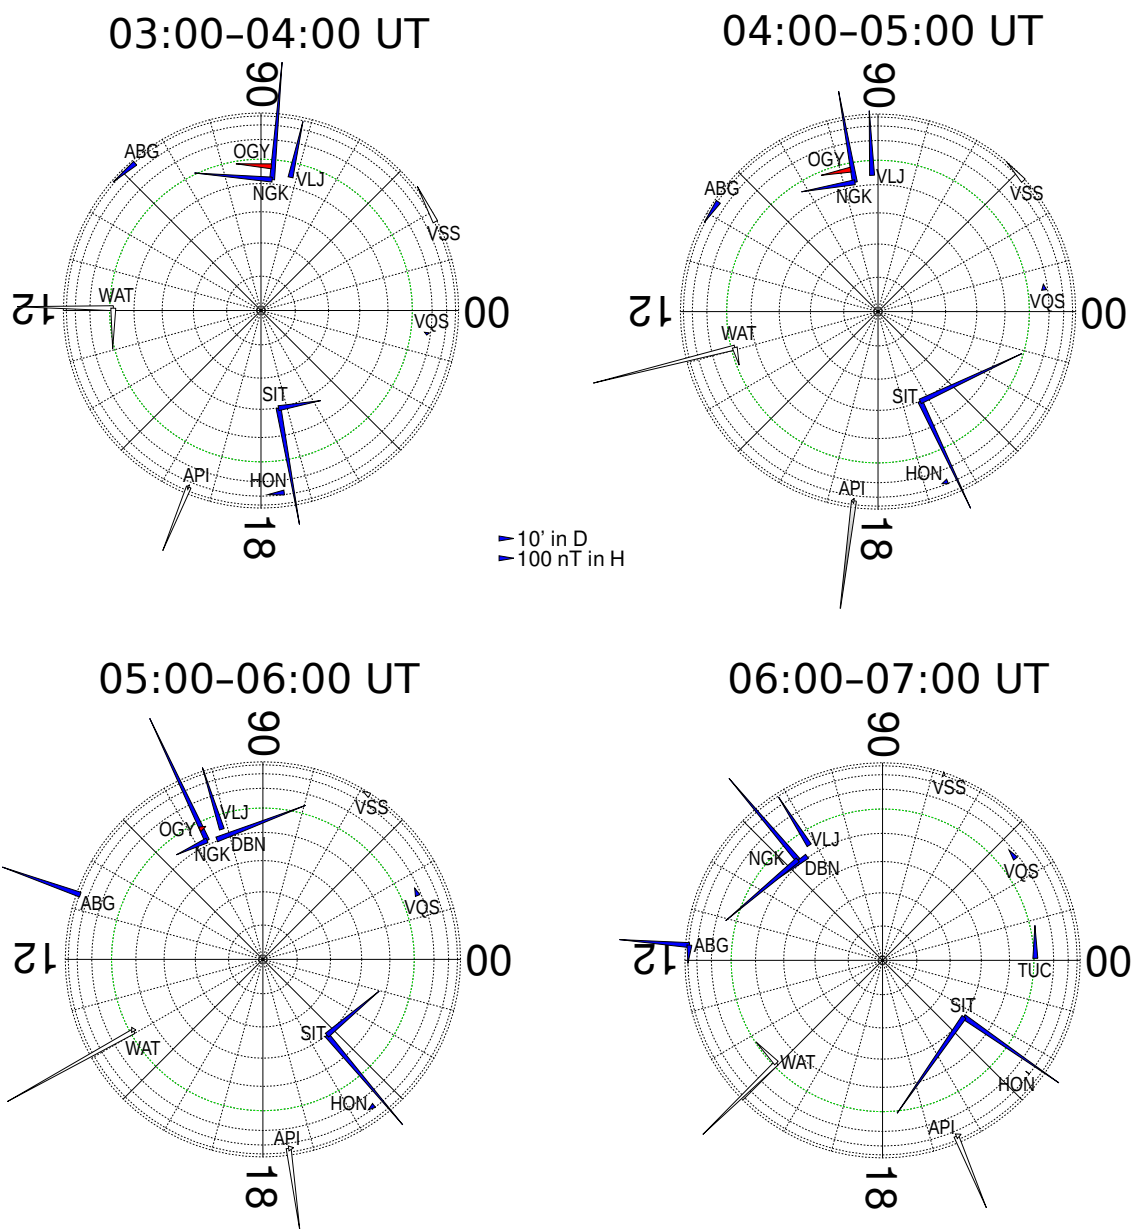 03:00–04:00 UT
04:00–05:00 UT
06
06
ABG
OGY
NGK
VLJ
VSS
WAT
12
00
VQS
SIT
API
HON
18
ABG
OGY
NGK
VLJ
VSS
12
00
VQS
WAT
SIT
API
HON
18
10’ in D
100 nT in H
05:00–06:00 UT
06:00–07:00 UT
06
06
VSS
VLJ
OGY
DBN
NGK
ABG
VQS
12
00
SIT
WAT
HON
API
18
VSS
VLJ
NGK
DBN
VQS
ABG
12
00
TUC
SIT
WAT
HON
API
18